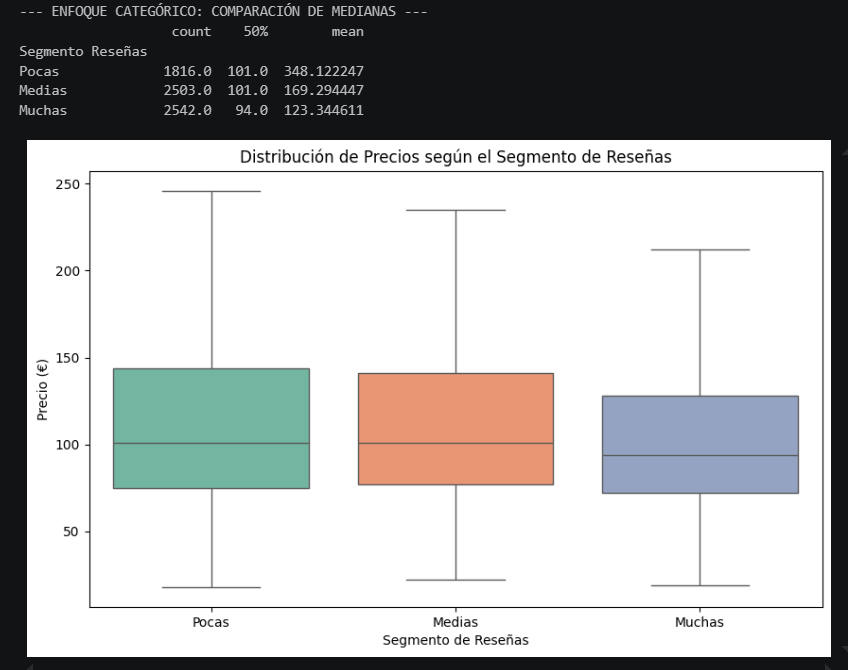 --- ENFOQUE CATEGÓRICO: COMPARACIÓN DE MEDIANAS ---
count 50% mean
Segmento Reseñas
Pocas 1816.0 101.0 348.122247
Medias 2503.0 101.0 169.294447
Muchas 2542.0 94.0 123.344611
Distribución de Precios según el Segmento de Reseñas
250
200
150
100
50
Precio (€)
Pocas Medias Muchas
Segmento de Reseñas